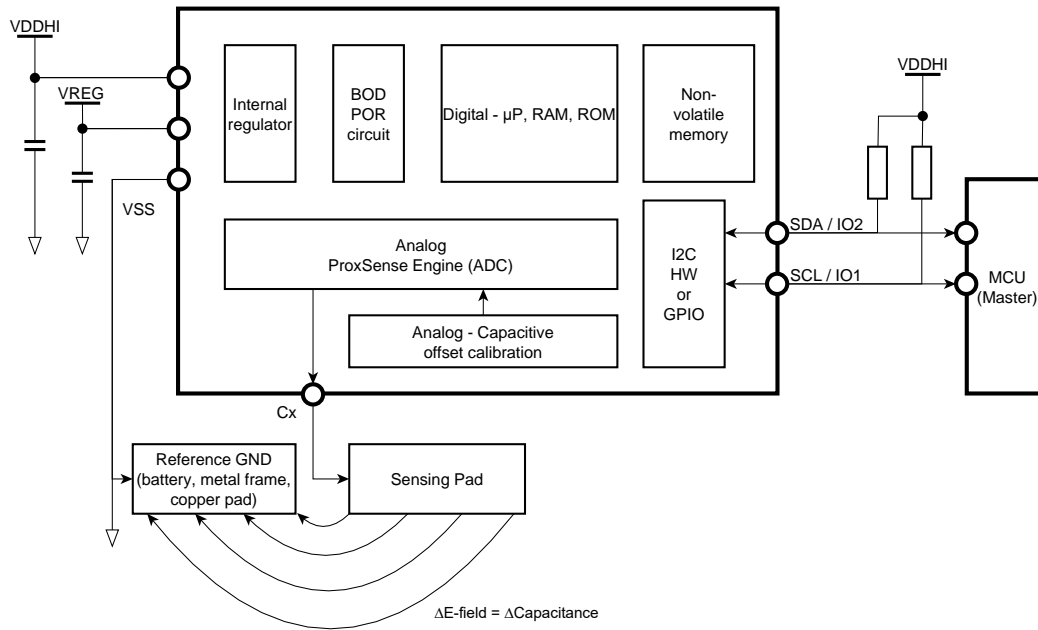 VDDHI
VREG
VSS
Internal
regulator
BOD
POR
circuit
Digital - µP, RAM, ROM
Non-
volatile
memory
Analog
ProxSense Engine (ADC)
Analog - Capacitive
offset calibration
I2C
HW
or
GPIO
VDDHI
SDA / IO2
SCL / IO1
MCU
(Master)
Cx
Reference GND
(battery, metal frame,
copper pad)
Sensing Pad
ΔE-field = ΔCapacitance